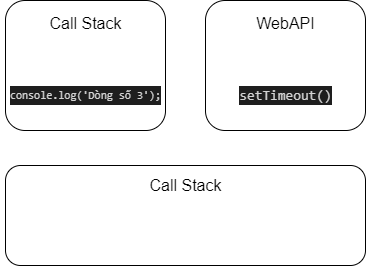 Call Stack
WebAPI
console.log('Dòng số 3');
setTimeout()
Call Stack